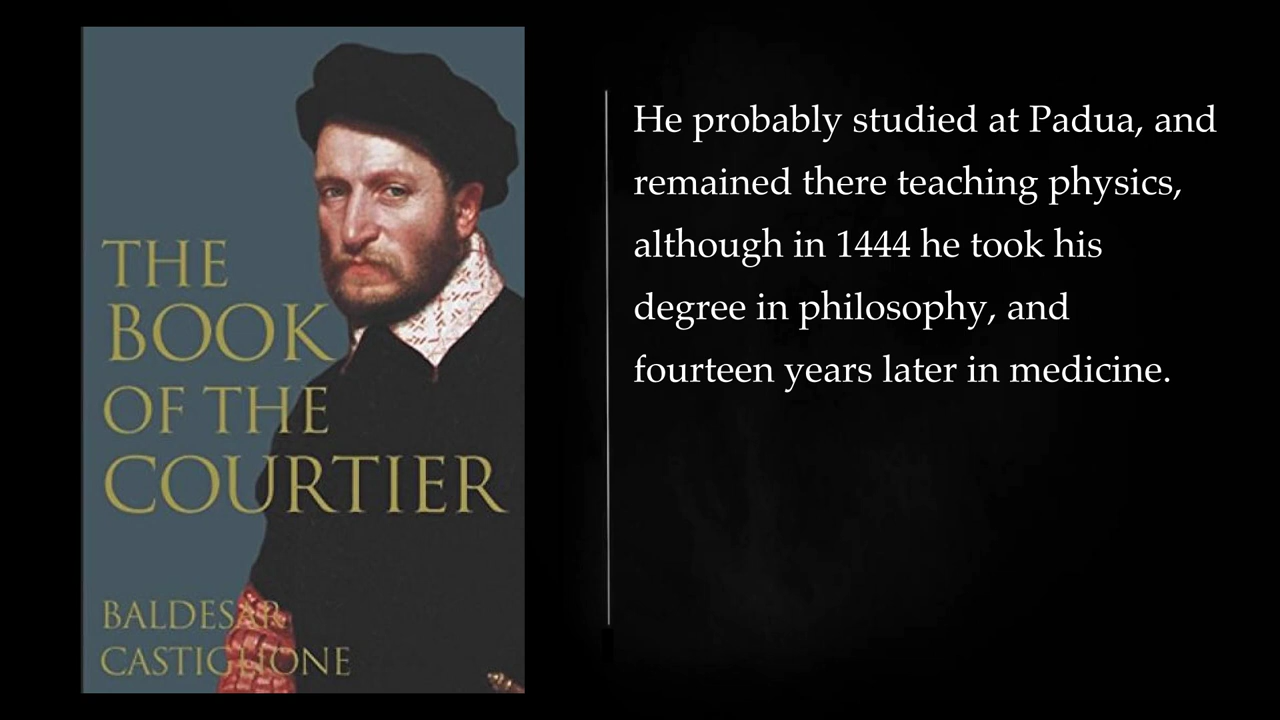 THE
BOOK
OF THE
COURTIER
BALDESAR
CASTIGLIONE
He probably studied at Padua, and
remained there teaching physics,
although in 1444 he took his
degree in philosophy, and
fourteen years later in medicine.